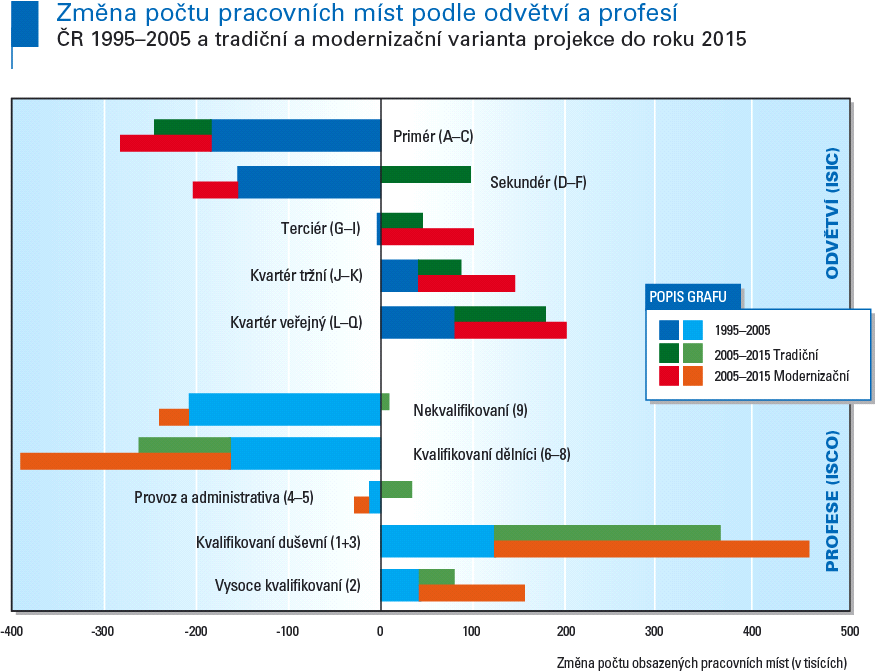 Změna počtu pracovních míst podle odvětví a profesí
ČR 1995–2005 a tradiční a modernizační varianta projekce do roku 2015
Primér (A–C)
Sekundér (D–F)
Terciér (G–I)
Kvartér tržní (J–K)
Kvartér veřejný (L–Q)
ODVĚTVÍ (ISIC)
POPIS GRAFU
1995–2005
2005–2015 Tradiční
2005–2015 Modernizační
Nekvalifikovaní (9)
Kvalifikovaní dělníci (6–8)
Provoz a administrativa (4–5)
Kvalifikovaní duševní (1+3)
Vysoce kvalifikovaní (2)
PROFESE (ISCO)
-400 -300 -200 -100 0 100 200 300 400 500
Změna počtu obsazených pracovních míst (v tisících)